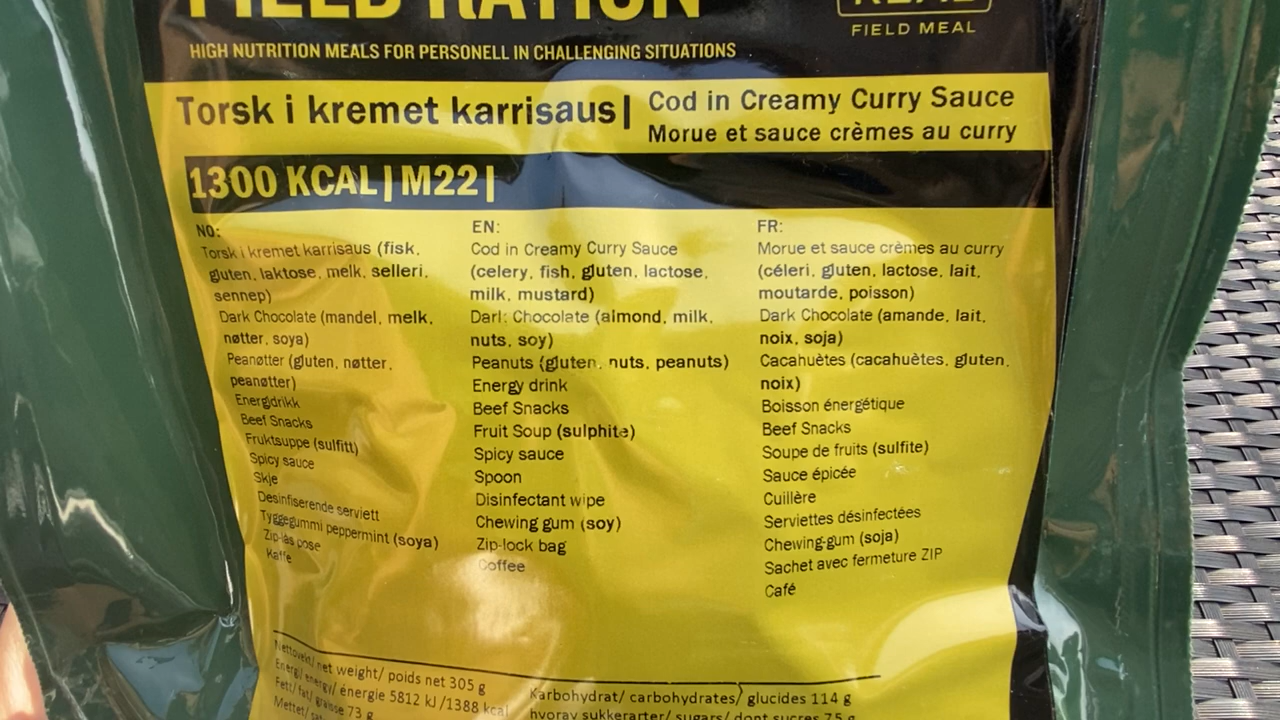 FIELD RATION
REAL
FIELD MEAL
HIGH NUTRITION MEALS FOR PERSONELL IN CHALLENGING SITUATIONS
Torsk i kremet karrisaus|
Cod in Creamy Curry Sauce
Morue et sauce crèmes au curry
1300 KCAL|M22|
NO:
Torsk i kremet karrisaus (fisk,
gluten, laktose, melk, selleri,
sennep)
Dark Chocolate (mandel, melk,
nøtter, soya)
Peanøtter (gluten, nøtter,
peanøtter)
Energidrikk
Beef Snacks
Fruktsuppe (sulfitt)
Spicy sauce
Skje
Desinfiserende serviett
Tyggegummi peppermint (soya)
Zip-lås pose
Kaffe
EN:
Cod in Creamy Curry Sauce
(celery, fish, gluten, lactose,
milk, mustard)
Dark Chocolate (almond, milk,
nuts, soy)
Peanuts (gluten, nuts, peanuts)
Energy drink
Beef Snacks
Fruit Soup (sulphite)
Spicy sauce
Spoon
Disinfectant wipe
Chewing gum (soy)
Zip-lock bag
Coffee
FR:
Morue et sauce crèmes au curry
(céleri, gluten, lactose, lait,
moutarde, poisson)
Dark Chocolate (amande, lait,
noix, soja)
Cacahuètes (cacahuètes, gluten,
noix)
Boisson énergétique
Beef Snacks
Soupe de fruits (sulfite)
Sauce épicée
Cuillère
Serviettes désinfectées
Chewing-gum (soja)
Sachet avec fermeture ZIP
Café
Nettovekt/ net weight/ poids net 305 g
Energi/ energy/ énergie 5812 kJ /1388 kcal
Fett/ fat/ graisse 73 g
Mettet/
Karbohydrat/ carbohydrates/ glucides 114 g
hvorav sukkerarter/ sugars/ dont sucres 75 g